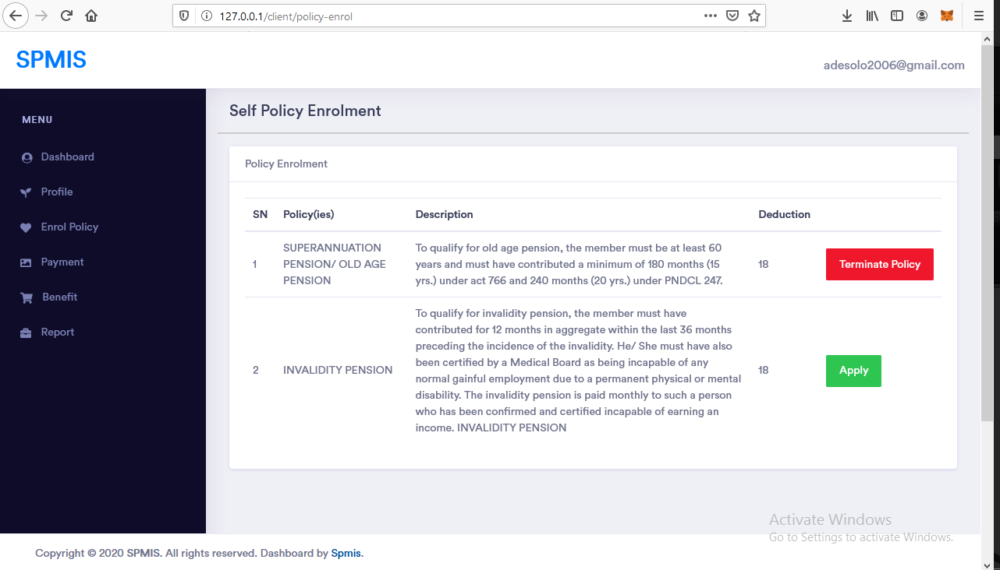 127.0.0.1/client/policy-enrol
SPMIS
adesolo2006@gmail.com
MENU
Dashboard
Profile
Enrol Policy
Payment
Benefit
Report
Self Policy Enrolment
Policy Enrolment
SN Policy(ies) Description Deduction
1
SUPERANNUATION
PENSION/ OLD AGE
PENSION
To qualify for old age pension, the member must be at least 60
years and must have contributed a minimum of 180 months (15
yrs.) under act 766 and 240 months (20 yrs.) under PNDCL 247.
18
Terminate Policy
2
INVALIDITY PENSION
To qualify for invalidity pension, the member must have
contributed for 12 months in aggregate within the last 36 months
preceding the incidence of the invalidity. He/ She must have also
been certified by a Medical Board as being incapable of any
normal gainful employment due to a permanent physical or mental
disability. The invalidity pension is paid monthly to such a person
who has been confirmed and certified incapable of earning an
income. INVALIDITY PENSION
18
Apply
Activate Windows
Go to Settings to activate Windows.
Copyright © 2020 SPMIS. All rights reserved. Dashboard by Spmis.